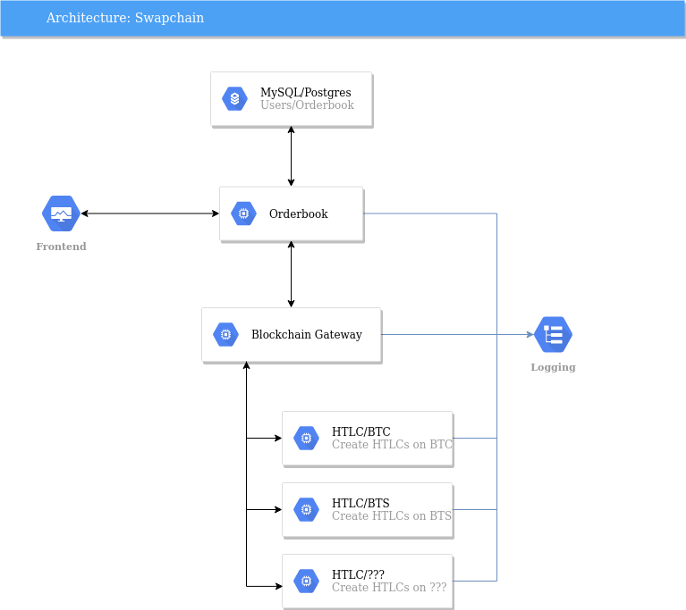 Architecture: Swapchain
MySQL/Postgres
Users/Orderbook
Orderbook
Frontend
Blockchain Gateway
Logging
HTLC/BTC
Create HTLCs on BTC
HTLC/BTS
Create HTLCs on BTS
HTLC/???
Create HTLCs on ???